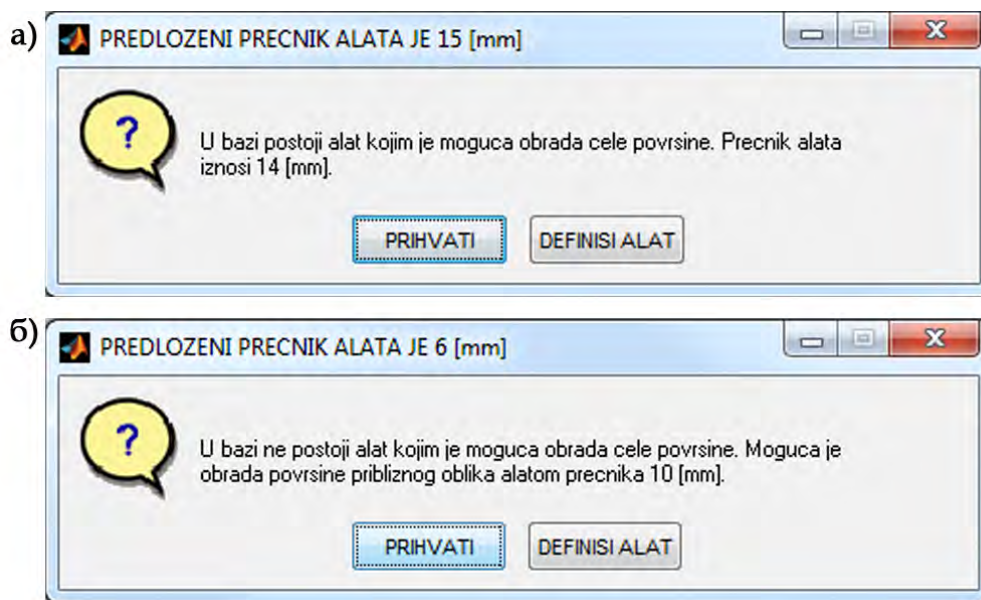 а)
PREDLOZENI PRECNIK ALATA JE 15 [mm]
?
U bazi postoji alat kojim je moguca obrada cele povrsine. Precnik alata
iznosi 14 [mm].
PRIHVATI DEFINISI ALAT
б)
PREDLOZENI PRECNIK ALATA JE 6 [mm]
?
U bazi ne postoji alat kojim je moguca obrada cele povrsine. Moguca je
obrada povrsine pribliznog oblika alatom precnika 10 [mm].
PRIHVATI DEFINISI ALAT